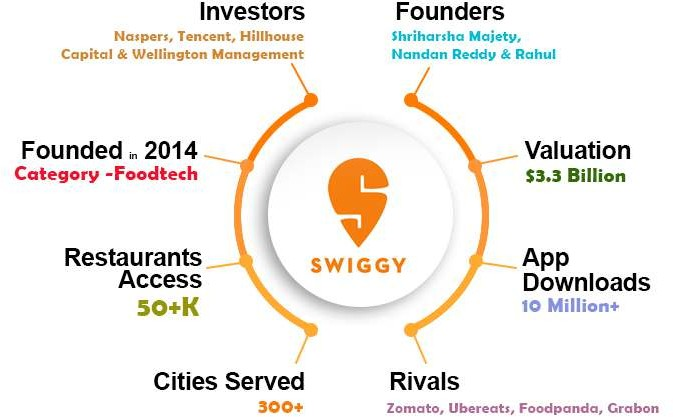 Investors
Naspers, Tencent, Hillhouse
Capital & Wellington Management
Founders
Shriharsha Majety,
Nandan Reddy & Rahul
Founded in 2014
Category -Foodtech
Valuation
$3.3 Billion
SWIGGY
Restaurants
Access
50+K
App
Downloads
10 Million+
Cities Served
300+
Rivals
Zomato, Ubereats, Foodpanda, Grabon